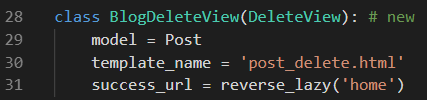 28 class BlogDeleteView(DeleteView): # new
29     model = Post
30     template_name = 'post_delete.html'
31     success_url = reverse_lazy('home')